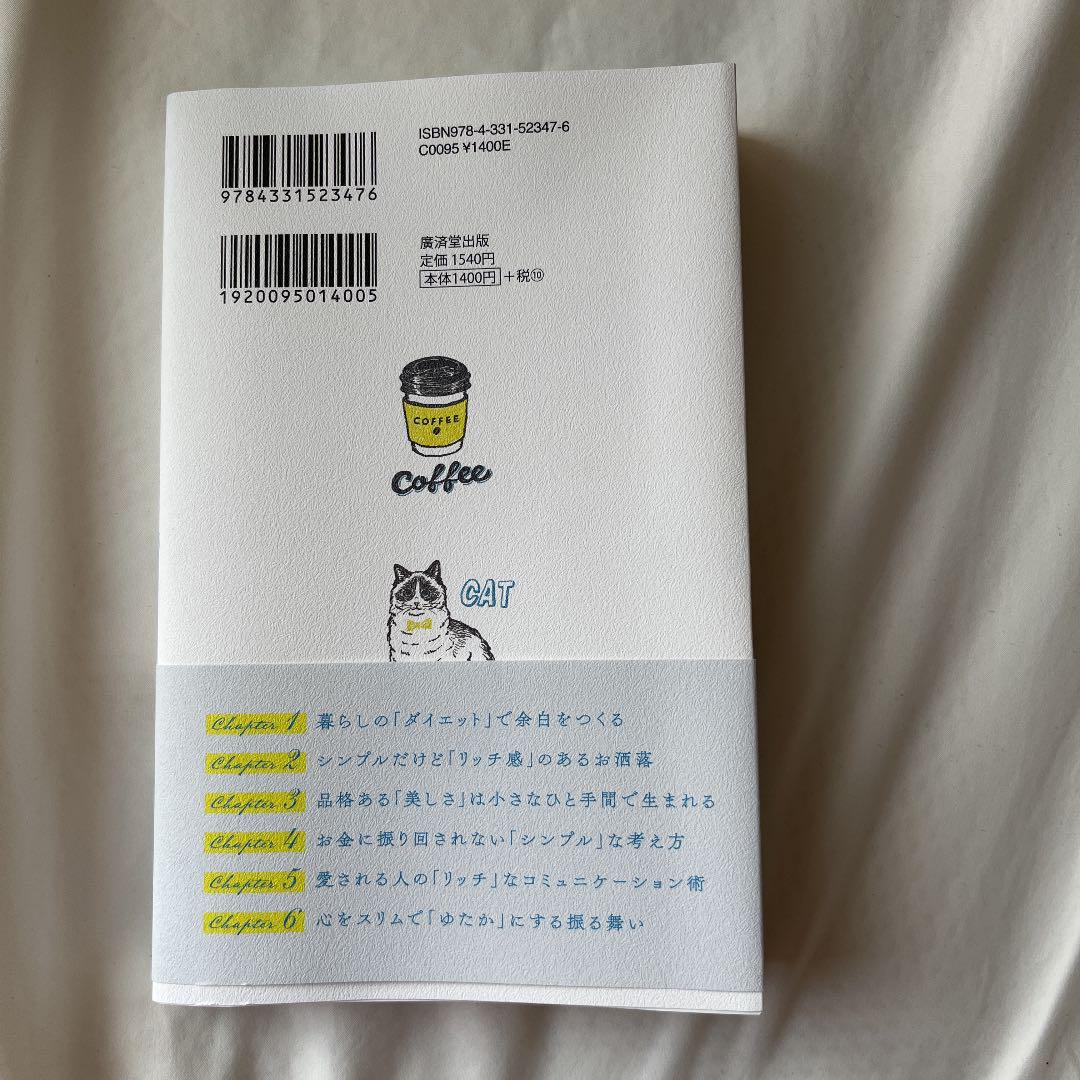 ISBN978-4-331-52347-6
C0095 ¥1400E
9784331523476
廣済堂出版
定価 1540円
本体1400円 +税⑩
1920095014005
COFFEE
Coffee
CAT
Chapter 1 暮らしの「ダイエット」で余白をつくる
Chapter 2 シンプルだけど「リッチ感」のあるお洒落
Chapter 3 品格ある「美しさ」は小さなひと手間で生まれる
Chapter 4 お金に振り回されない「シンプル」な考え方
Chapter 5 愛される人の「リッチ」なコミュニケーション術
Chapter 6 心をスリムで「ゆたか」にする振る舞い